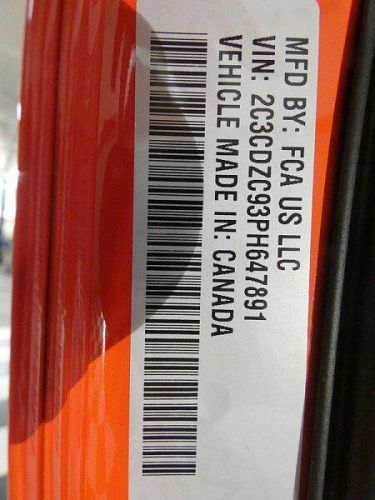 MFD BY: FCA US LLC
VIN: 2C3CDZC93PH647891
VEHICLE MADE IN: CANADA